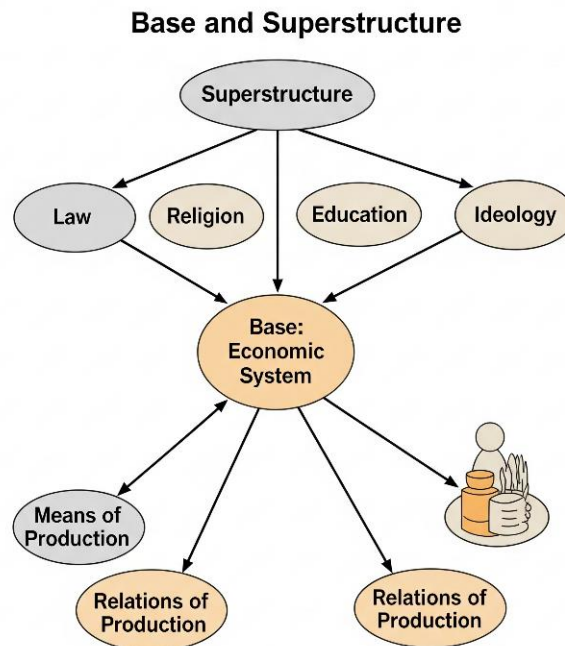 Base and Superstructure
Superstructure
Law
Religion
Education
Ideology
Base:
Economic
System
Means of
Production
Relations of
Production
Relations of
Production